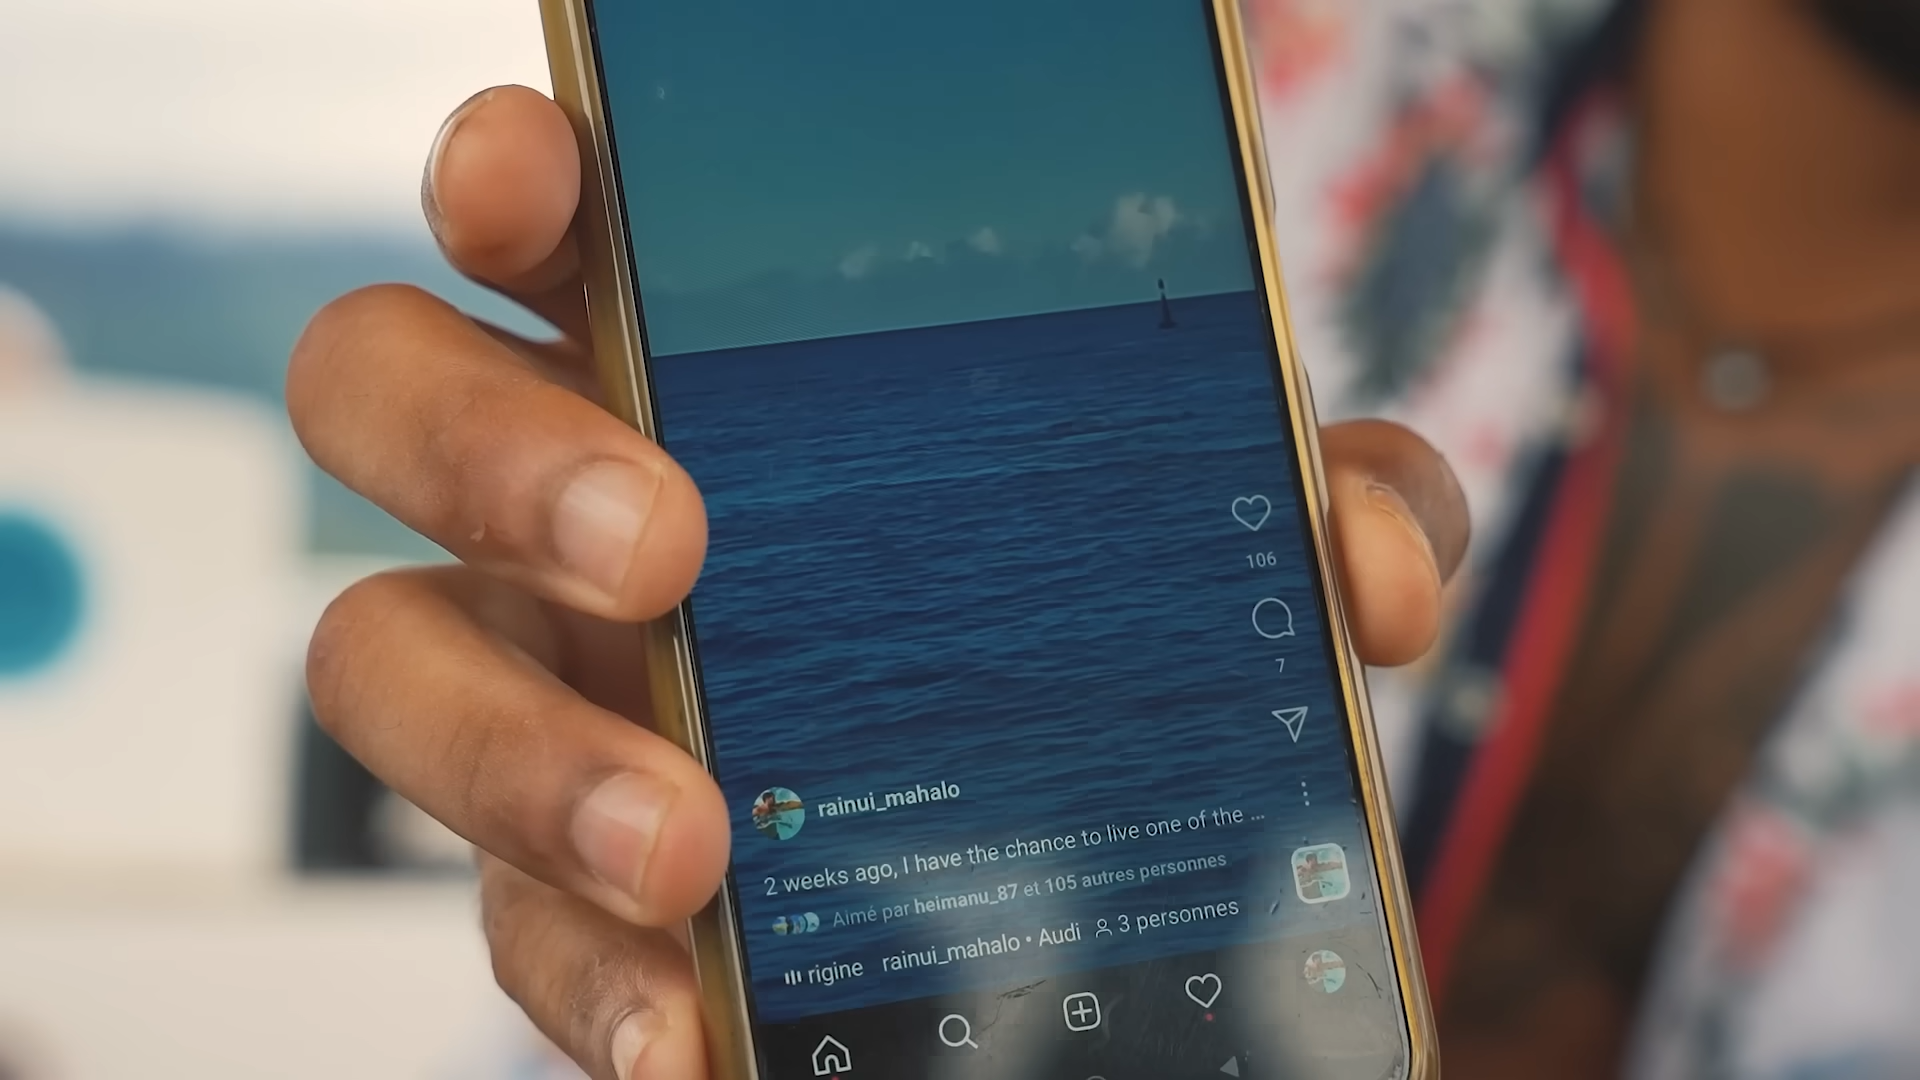 106
7
rainui_mahalo
2 weeks ago, I have the chance to live one of the ...
Aimé par heimanu_87 et 105 autres personnes
rigine rainui_mahalo • Audi 3 personnes